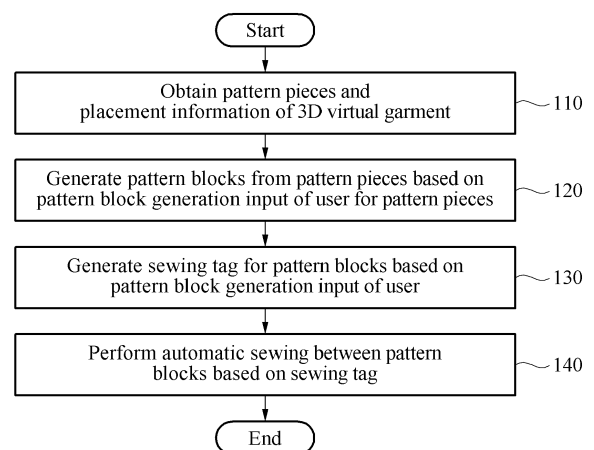 Start
Obtain pattern pieces and
placement information of 3D virtual garment
110
Generate pattern blocks from pattern pieces based on
pattern block generation input of user for pattern pieces
120
Generate sewing tag for pattern blocks based on
pattern block generation input of user
130
Perform automatic sewing between pattern
blocks based on sewing tag
140
End